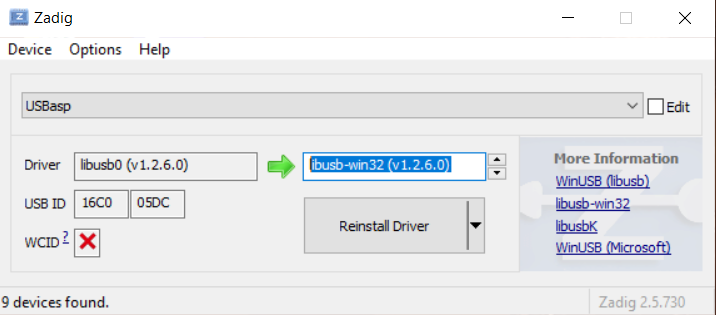 Zadig
Device Options Help
USBasp Edit
Driver libusb0 (v1.2.6.0) libusb-win32 (v1.2.6.0) More Information
WinUSB (libusb)
USB ID 16C0 05DC libusb-win32
Reinstall Driver libusbK
WCID ? WinUSB (Microsoft)
9 devices found. Zadig 2.5.730